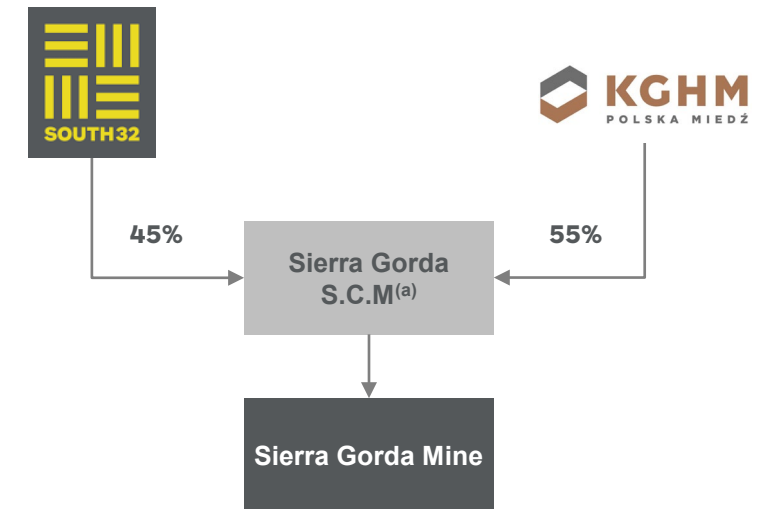 SOUTH32
KGHM
POLSKA MIEDŹ
45%
55%
Sierra Gorda
S.C.M(a)
Sierra Gorda Mine